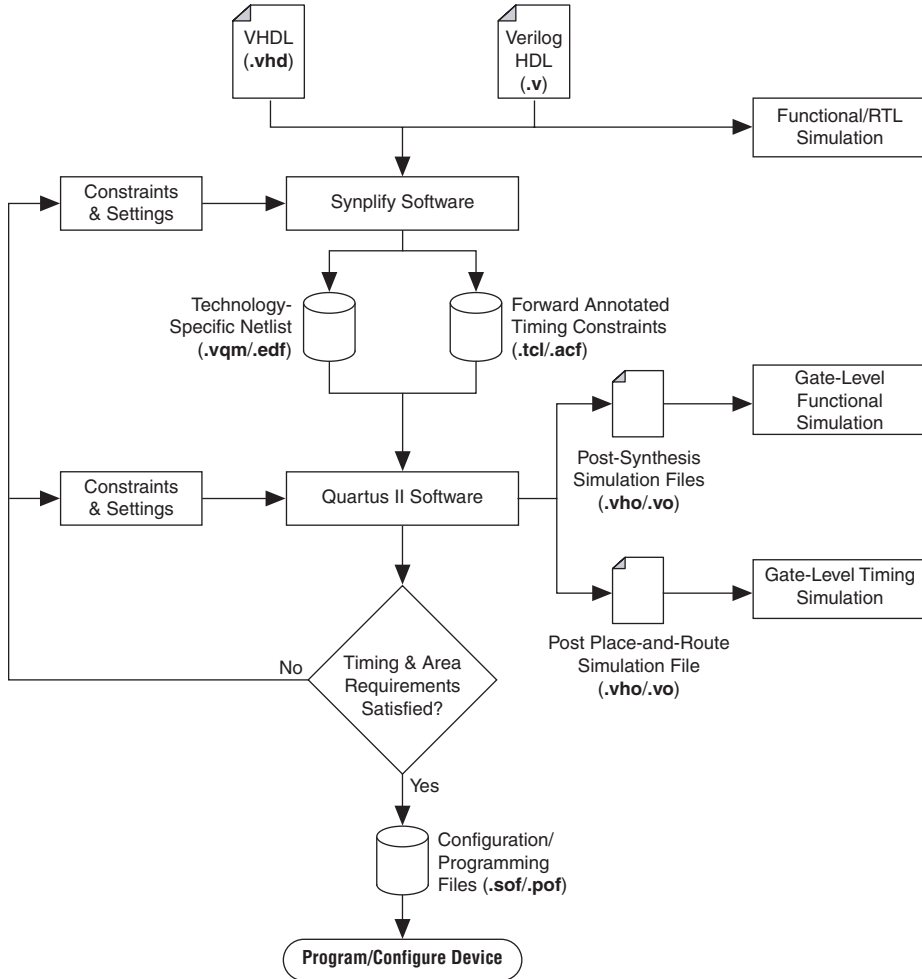 VHDL
(.vhd)
Verilog
HDL
(.v)
Functional/RTL
Simulation
Constraints
& Settings
Synplify Software
Technology-
Specific Netlist
(.vqm/.edf)
Forward Annotated
Timing Constraints
(.tcl/.acf)
Gate-Level
Functional
Simulation
Post-Synthesis
Simulation Files
(.vho/.vo)
Constraints
& Settings
Quartus II Software
Gate-Level Timing
Simulation
Post Place-and-Route
Simulation File
(.vho/.vo)
No
Timing & Area
Requirements
Satisfied?
Yes
Configuration/
Programming
Files (.sof/.pof)
Program/Configure Device